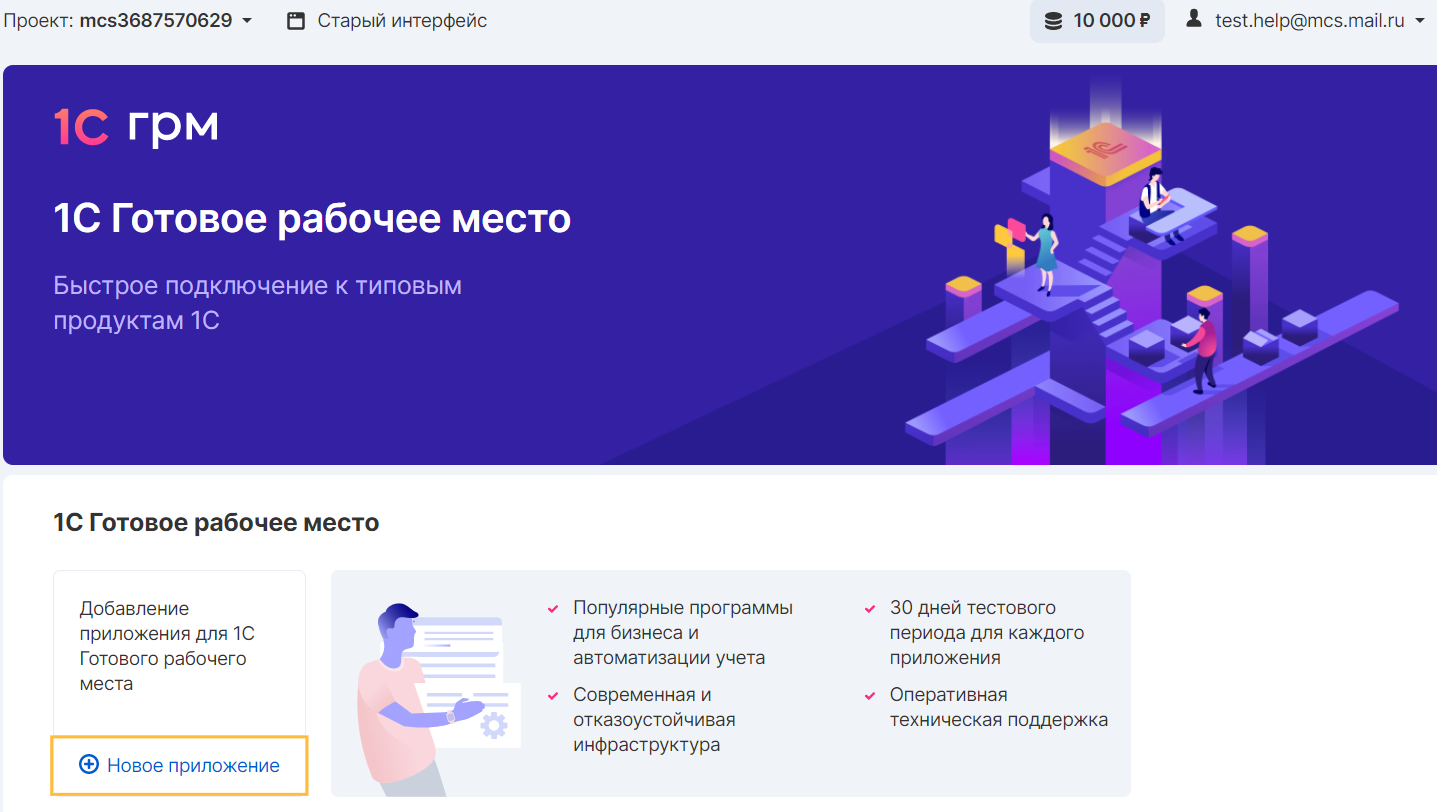 Проект: mcs3687570629
Старый интерфейс
10 000 ₽
test.help@mcs.mail.ru
1С грм
1С Готовое рабочее место
Быстрое подключение к типовым
продуктам 1С
1С
1С Готовое рабочее место
Добавление
приложения для 1С
Готового рабочего
места
Новое приложение
Популярные программы
для бизнеса и
автоматизации учета
Современная и
отказоустойчивая
инфраструктура
30 дней тестового
периода для каждого
приложения
Оперативная
техническая поддержка